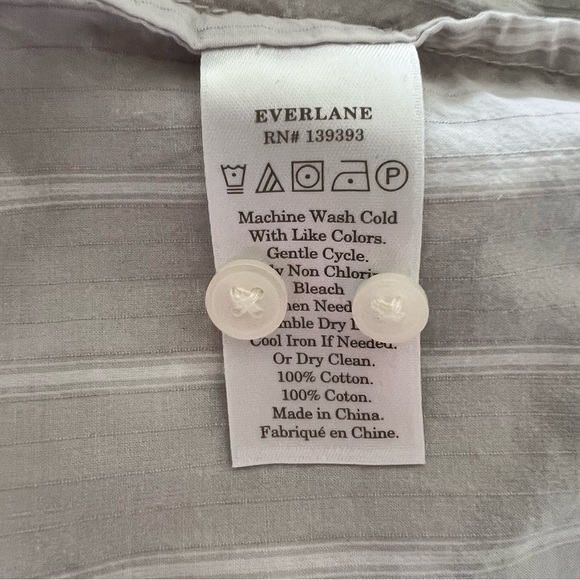 EVERLANE
RN# 139393
P
Machine Wash Cold
With Like Colors.
Gentle Cycle.
Non
Bleach
Dry
Cool Iron If Needed.
Or Dry Clean.
100% Cotton.
100% Coton.
Made in China.
Fabriqué en Chine.